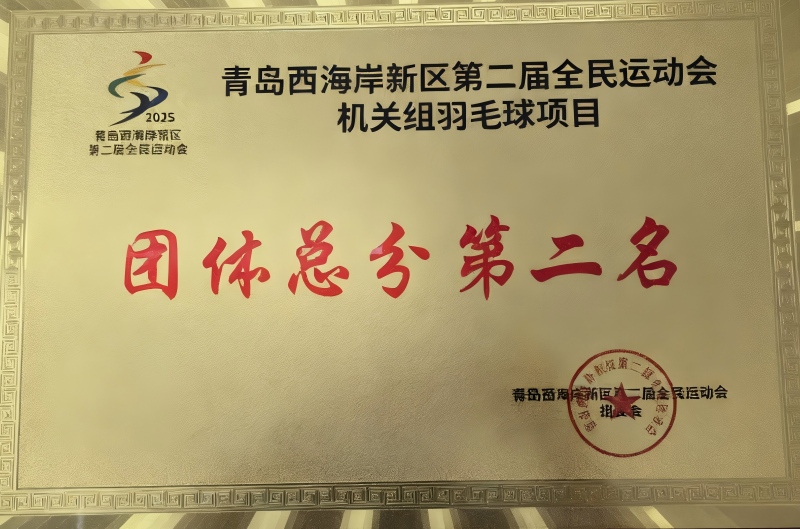 2025
青岛西海岸新区
第二届全民运动会
青岛西海岸新区第二届全民运动会
机关组羽毛球项目
团体总分第二名
青岛西海岸新区第二届全民运动会